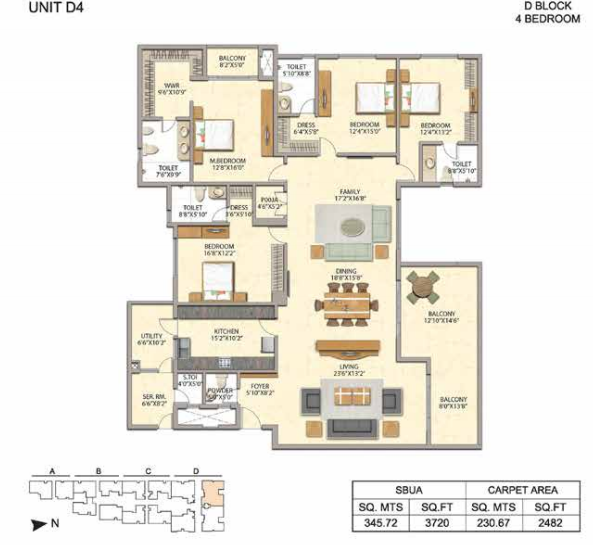 UNIT D4
D BLOCK
4 BEDROOM
BALCONY
8'2"X5'0"
TOILET
5'10"X8'8"
WWR
9'6"X10'9"
DRESS
6'4"X5'8"
BEDROOM
12'4"X15'0"
BEDROOM
12'4"X13'2"
TOILET
7'6"X9'9"
M.BEDROOM
12'8"X16'0"
TOILET
8'8"X5'10"
TOILET
8'8"X5'10"
DRESS
3'6"X5'10"
POOJA
4'6"X5'2"
FAMILY
17'2"X16'8"
BEDROOM
16'8"X12'2"
DINING
18'8"X15'8"
BALCONY
12'10"X14'6"
UTILITY
6'6"X10'2"
KITCHEN
15'2"X10'2"
LIVING
23'6"X13'2"
S.TOI
4'0"X5'0"
POWDER
SER. RM.
6'6"X8'2"
FOYER
5'10"X8'2"
BALCONY
8'0"X13'8"
A B C D
N
SBUA CARPET AREA
SQ. MTS SQ.FT SQ. MTS SQ.FT
345.72 3720 230.67 2482